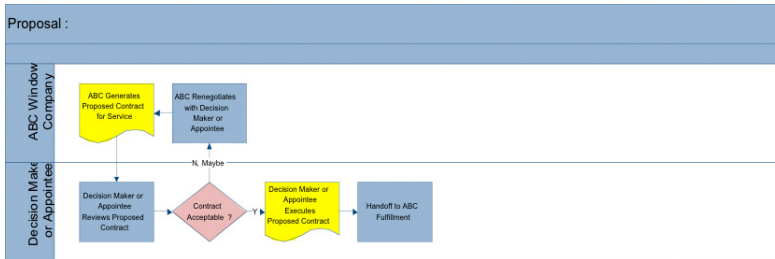 Proposal :
ABC Window
Company
ABC Generates
Proposed Contract
for Service
ABC Renegotiates
with Decision
Maker or
Appointee
N, Maybe
Decision Make
or Appointee
Decision Maker or
Appointee
Reviews Proposed
Contract
Contract
Acceptable ?
Y
Decision Maker or
Appointee
Executes
Proposed Contract
Handoff to ABC
Fulfillment